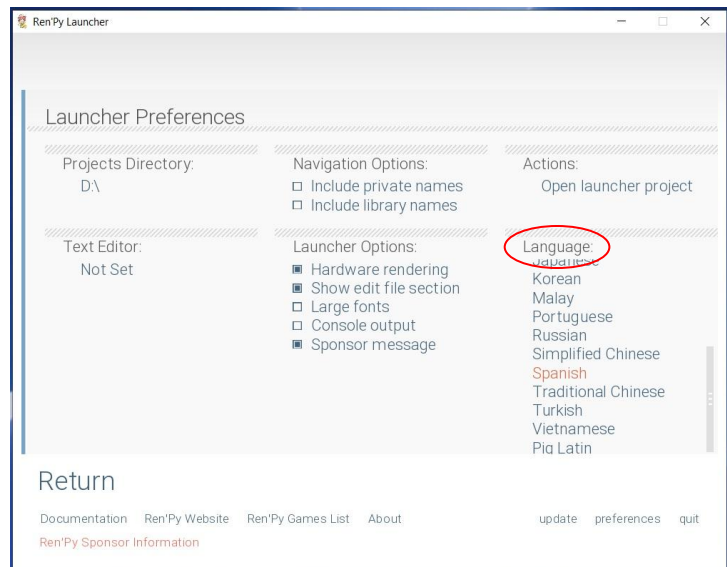 Ren'Py Launcher
Launcher Preferences
Projects Directory:
D:\
Navigation Options:
Include private names
Include library names
Actions:
Open launcher project
Text Editor:
Not Set
Launcher Options:
Hardware rendering
Show edit file section
Large fonts
Console output
Sponsor message
Language:
Japanese
Korean
Malay
Portuguese
Russian
Simplified Chinese
Spanish
Traditional Chinese
Turkish
Vietnamese
Pig Latin
Return
Documentation Ren'Py Website Ren'Py Games List About update preferences quit
Ren'Py Sponsor Information